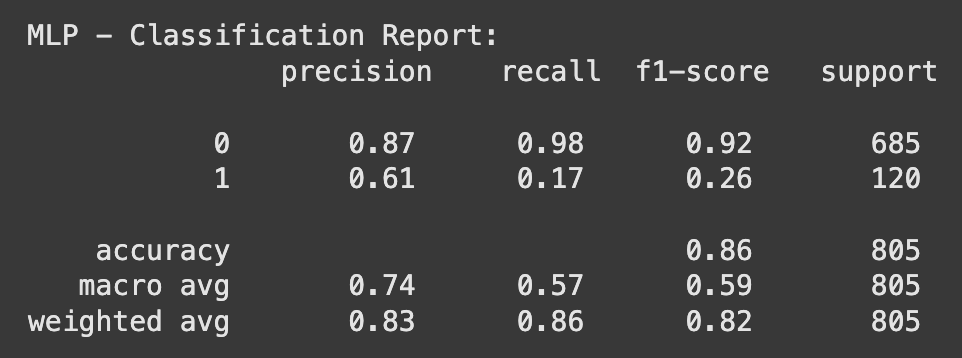 MLP – Classification Report:
precision recall f1-score support
0 0.87 0.98 0.92 685
1 0.61 0.17 0.26 120
accuracy 0.86 805
macro avg 0.74 0.57 0.59 805
weighted avg 0.83 0.86 0.82 805